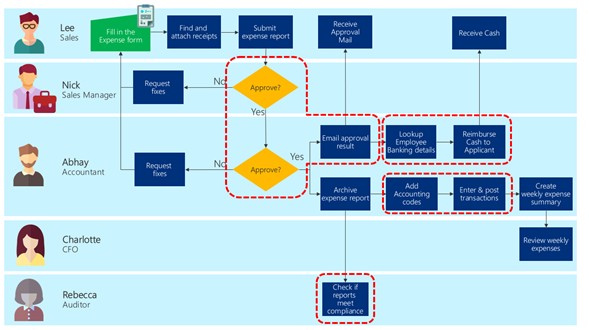 Lee
Sales
Fill in the
Expense form
Find and
attach receipts
Submit
expense report
Receive
Approval
Mail
Receive Cash
Nick
Sales Manager
Request
fixes
No
Approve?
Yes
Abhay
Accountant
Request
fixes
No
Approve?
Yes
Email approval
result
Lookup
Employee
Banking details
Reimburse
Cash to
Applicant
Archive
expense report
Add
Accounting
codes
Enter & post
transactions
Create
weekly expense
summary
Charlotte
CFO
Review weekly
expenses
Rebecca
Auditor
Check if
reports
meet
compliance